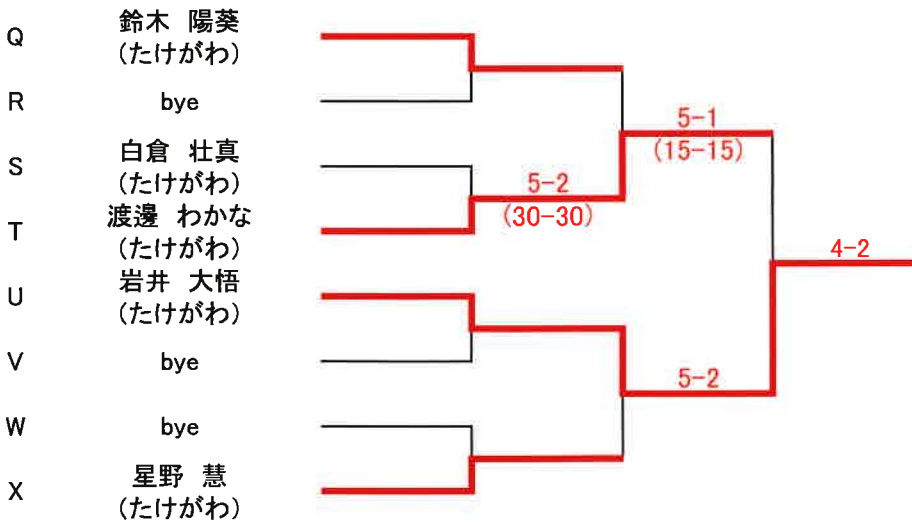 Q 鈴木 陽葵
(たけがわ)
R bye
S 白倉 壮真
(たけがわ)
T 渡邊 わかな
(たけがわ)
U 岩井 大悟
(たけがわ)
V bye
W bye
X 星野 慧
(たけがわ)
5-2
(30-30)
5-1
(15-15)
5-2
4-2